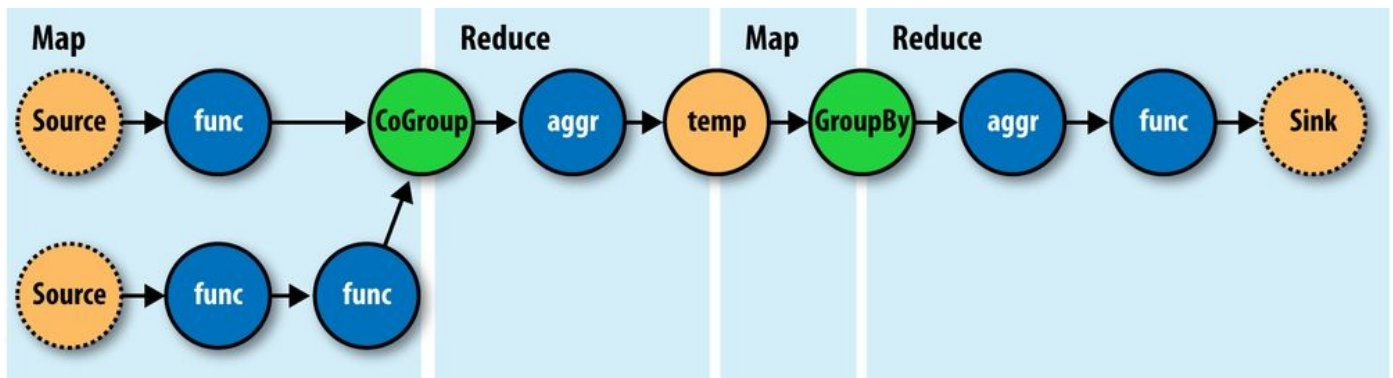 Map
Reduce
Map
Reduce
Source
func
CoGroup
aggr
temp
GroupBy
aggr
func
Sink
Source
func
func